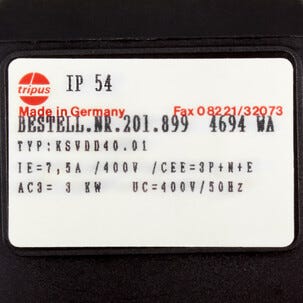 tripus IP 54
Made in Germany Fax 08221/32073
BESTELL.NR.201.899 4694 WA
TYP:KSVDD40.01
IE=7,5A /400V /CEE=3P+N+E
AC3= 3 KW UC=400V/50Hz